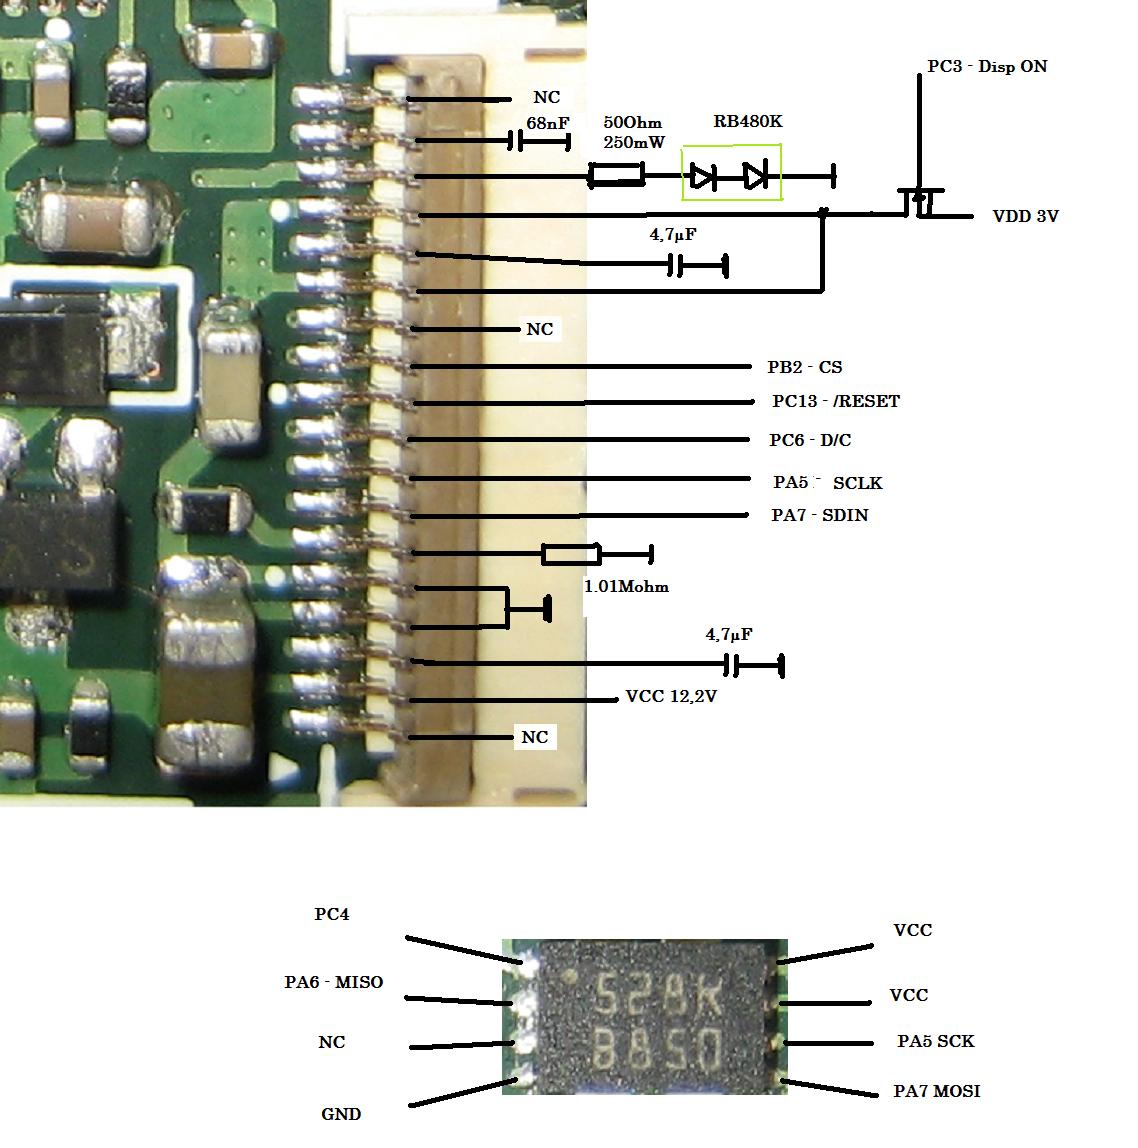 PC3 - Disp ON
NC
68nF
50Ohm
250mW
RB480K
VDD 3V
4,7µF
NC
PB2 - CS
PC13 - /RESET
PC6 - D/C
PA5 - SCLK
PA7 - SDIN
1.01Mohm
4,7µF
VCC 12,2V
NC
PC4
VCC
PA6 - MISO
VCC
528K
8850
NC
PA5 SCK
PA7 MOSI
GND